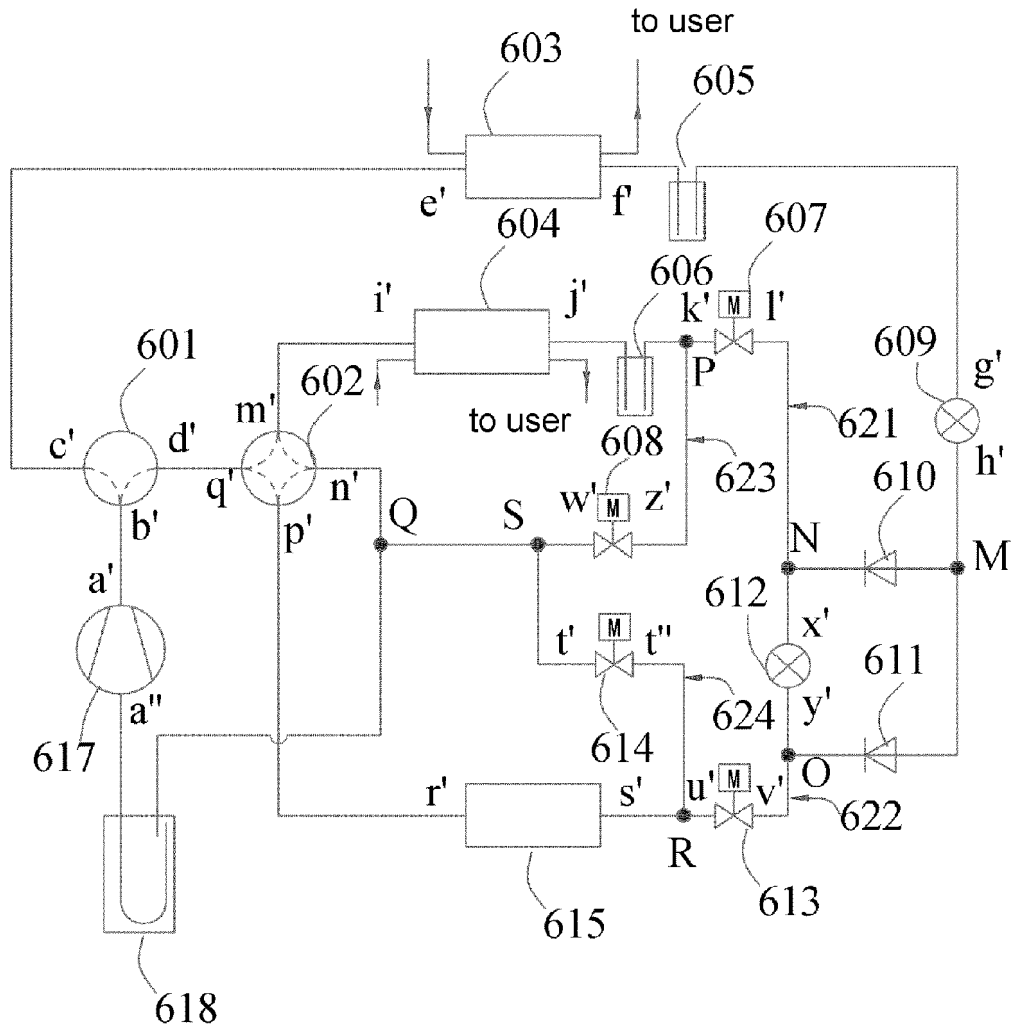 to user
603
605
e'
f'
604
607
606
i'
j'
k'
M
l'
601
602
P
609
g'
m'
to user
608
621
c'
d'
q'
n'
623
h'
w'
M
z'
610
b'
p'
Q
S
N
M
a'
612
x'
M
t'
t''
611
a''
624
y'
617
614
M
O
r'
s'
u'
v'
622
R
615
613
618